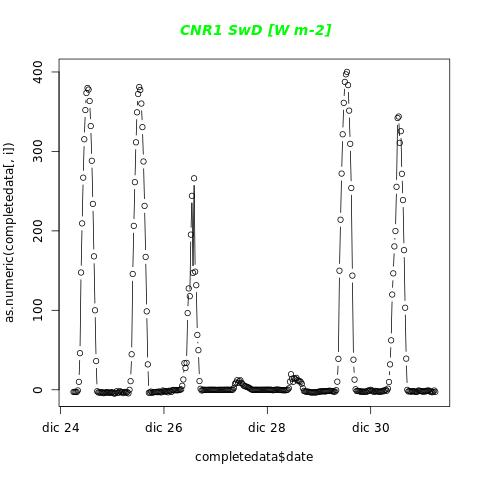 CNR1 SwD [W m-2]
as.numeric(completedata[, i])
400
300
200
100
0
dic 24
dic 26
dic 28
dic 30
completedata$date